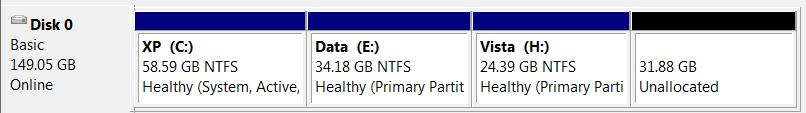 Disk 0
Basic
149.05 GB
Online
XP (C:)
58.59 GB NTFS
Healthy (System, Active,
Data (E:)
34.18 GB NTFS
Healthy (Primary Partit
Vista (H:)
24.39 GB NTFS
Healthy (Primary Parti
31.88 GB
Unallocated